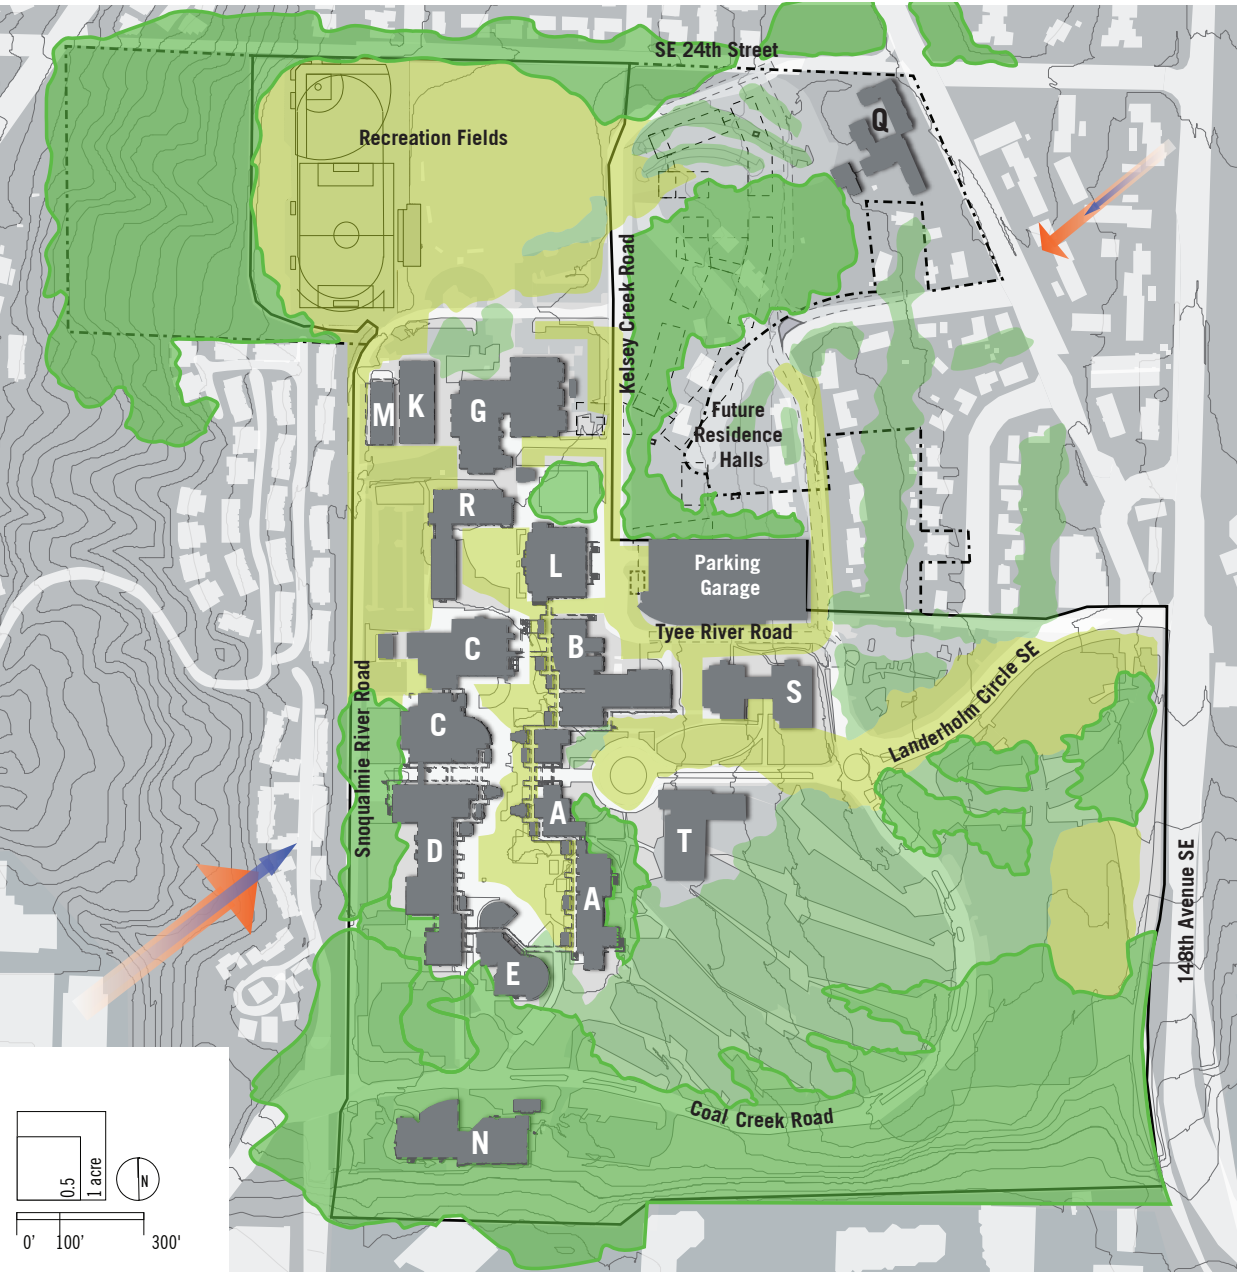 SE 24th Street
Q
Recreation Fields
Kelsey Creek Road
M
K
G
Future
Residence
Halls
R
L
Parking
Garage
Tyee River Road
C
B
S
Landerholm Circle SE
C
Snoqualmie River Road
A
T
D
A
148th Avenue SE
E
Coal Creek Road
N
0.5
1 acre
N
0'
100'
300'